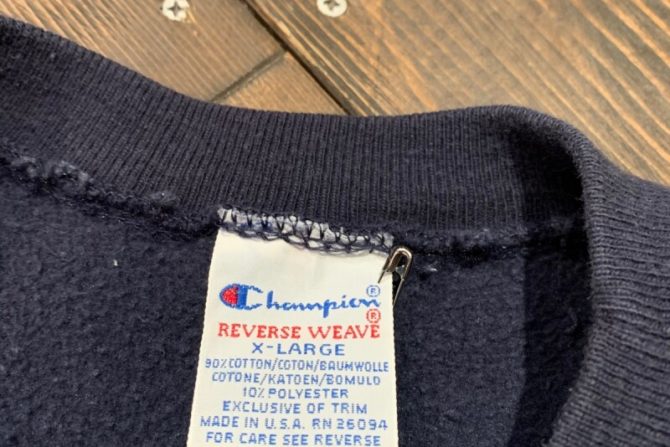 Champion®
REVERSE WEAVE®
X-LARGE
90% COTTON/COTON/BAUMWOLLE
COTONE/KATOEN/BOMULD
10% POLYESTER
EXCLUSIVE OF TRIM
MADE IN U.S.A. RN 26094
FOR CARE SEE REVERSE